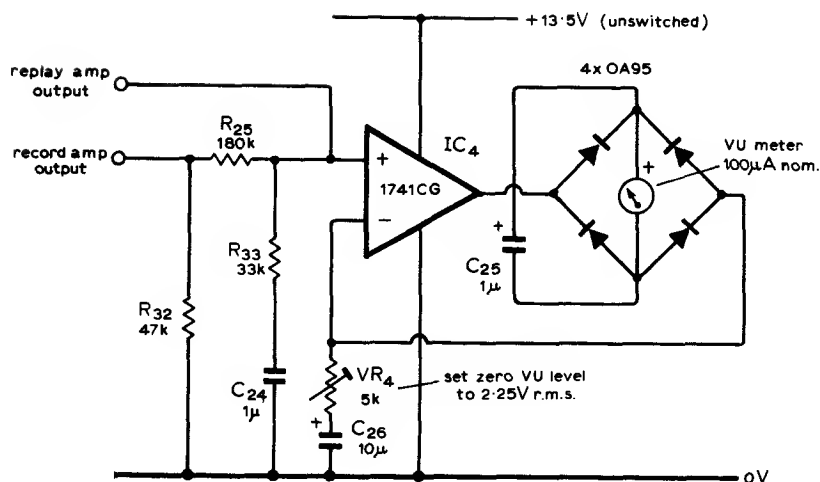 +13·5V (unswitched)
replay amp
output
4x OA95
R25
180k
IC4
VU meter
100µA nom.
record amp
output
+
1741CG
−
+
+
C25
1µ
R33
33k
R32
47k
VR4
5k
set zero VU level
to 2·25V r.m.s.
C24
1µ
+
C26
10µ
0V